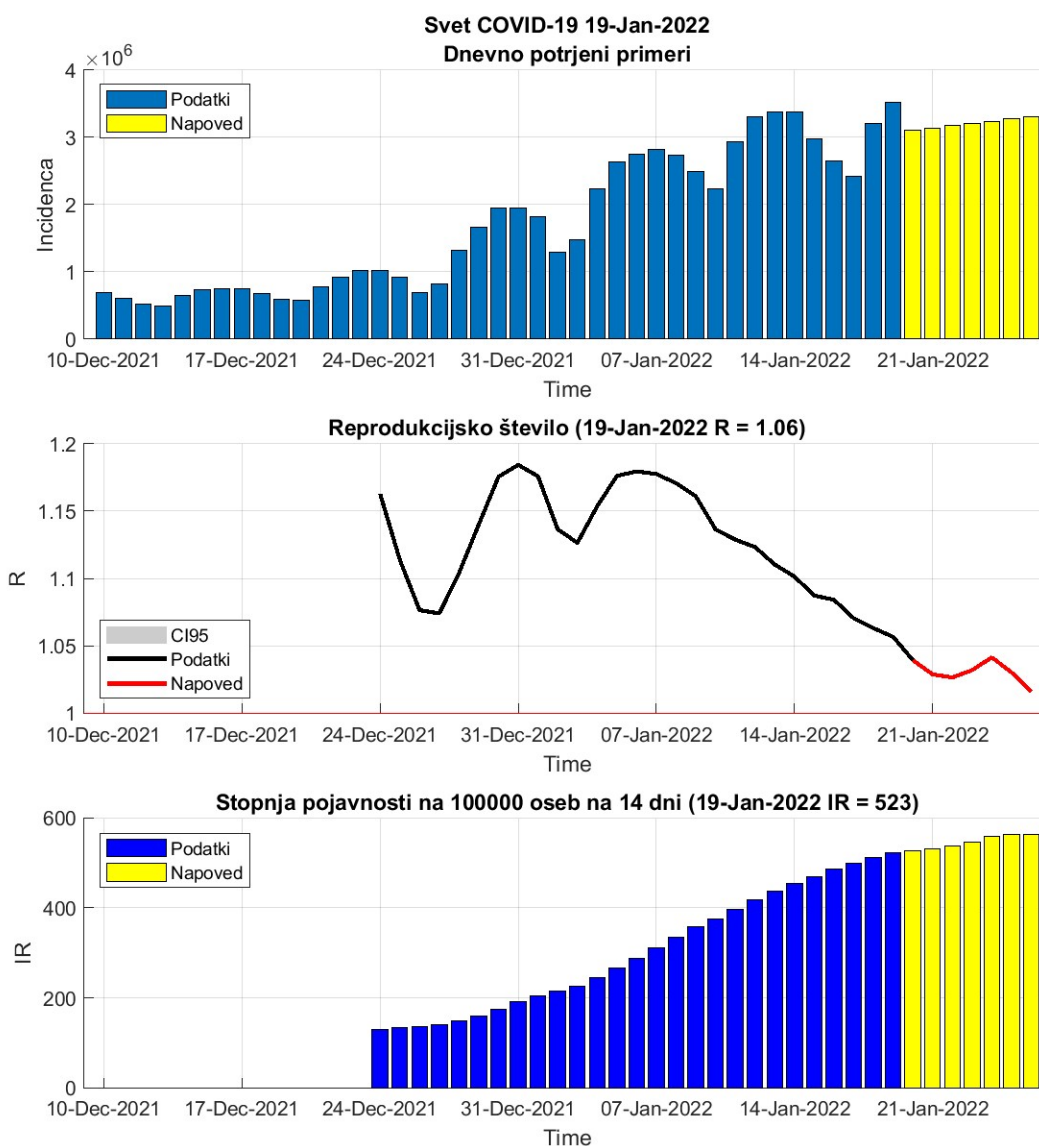 Svet COVID-19 19-Jan-2022
Dnevno potrjeni primeri
×10^6
4
3
2
1
0
Incidenca
Podatki
Napoved
10-Dec-2021 17-Dec-2021 24-Dec-2021 31-Dec-2021 07-Jan-2022 14-Jan-2022 21-Jan-2022
Time
Reprodukcijsko število (19-Jan-2022 R = 1.06)
1.2
1.15
1.1
1.05
1
R
CI95
Podatki
Napoved
10-Dec-2021 17-Dec-2021 24-Dec-2021 31-Dec-2021 07-Jan-2022 14-Jan-2022 21-Jan-2022
Time
Stopnja pojavnosti na 100000 oseb na 14 dni (19-Jan-2022 IR = 523)
600
400
200
0
IR
Podatki
Napoved
10-Dec-2021 17-Dec-2021 24-Dec-2021 31-Dec-2021 07-Jan-2022 14-Jan-2022 21-Jan-2022
Time